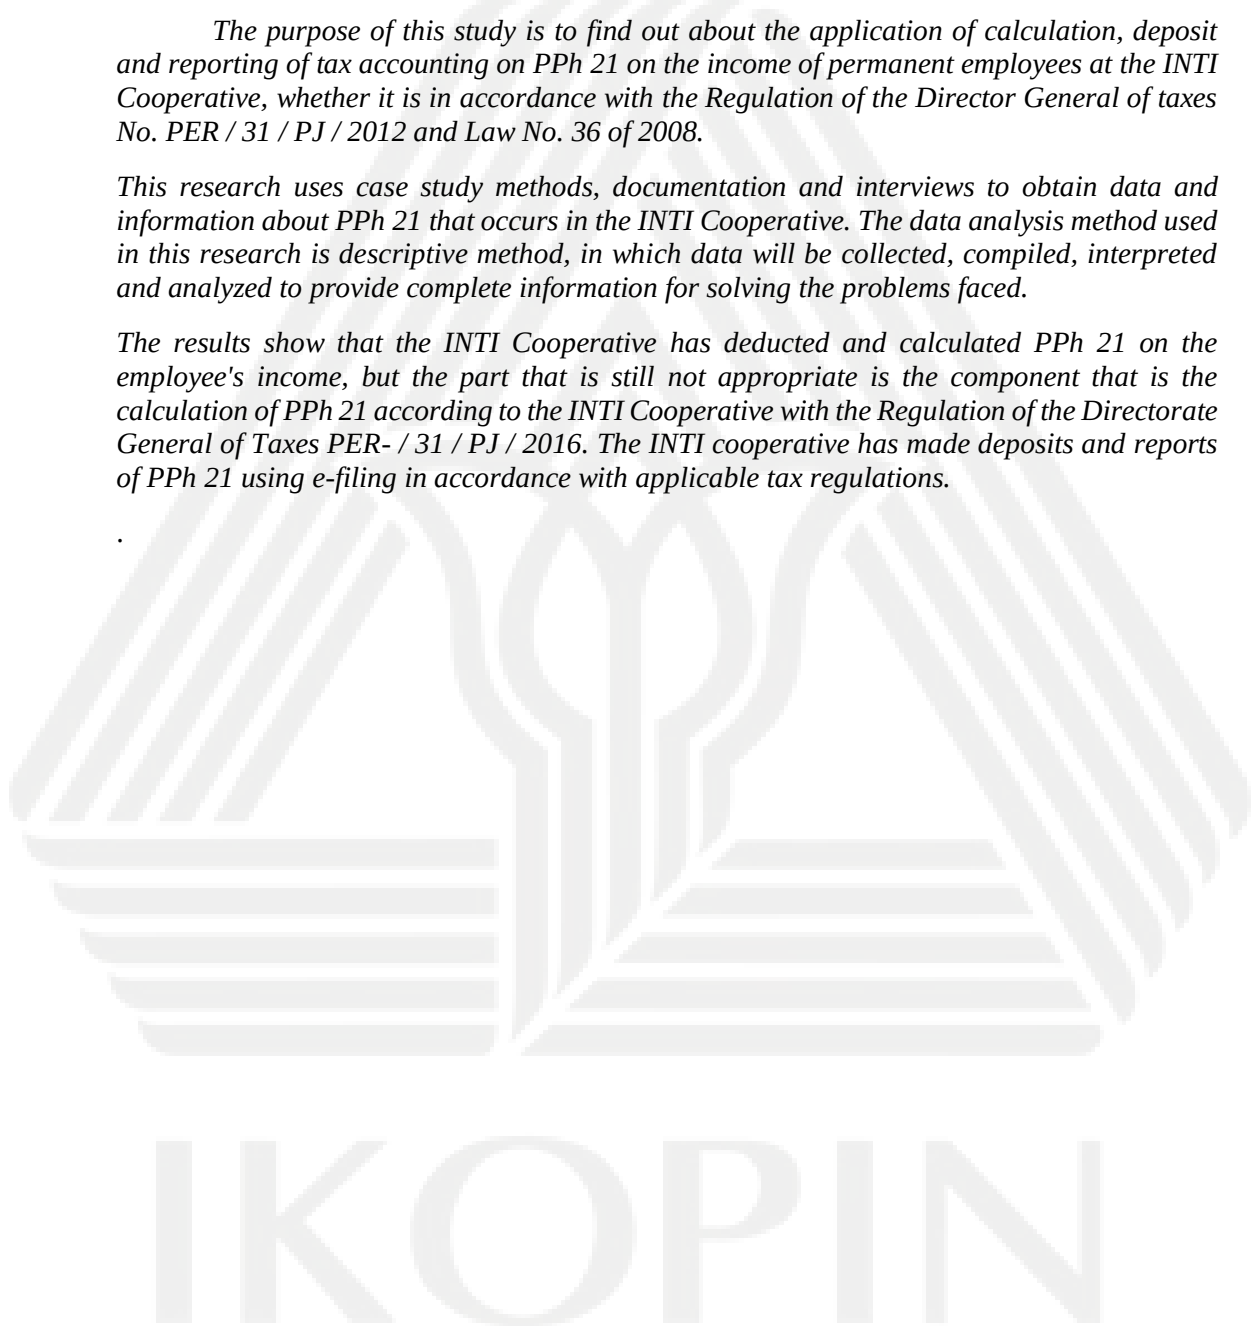 The purpose of this study is to find out about the application of calculation, deposit
and reporting of tax accounting on PPh 21 on the income of permanent employees at the INTI
Cooperative, whether it is in accordance with the Regulation of the Director General of taxes
No. PER / 31 / PJ / 2012 and Law No. 36 of 2008.
This research uses case study methods, documentation and interviews to obtain data and
information about PPh 21 that occurs in the INTI Cooperative. The data analysis method used
in this research is descriptive method, in which data will be collected, compiled, interpreted
and analyzed to provide complete information for solving the problems faced.
The results show that the INTI Cooperative has deducted and calculated PPh 21 on the
employee's income, but the part that is still not appropriate is the component that is the
calculation of PPh 21 according to the INTI Cooperative with the Regulation of the Directorate
General of Taxes PER- / 31 / PJ / 2016. The INTI cooperative has made deposits and reports
of PPh 21 using e-filing in accordance with applicable tax regulations.
.
IKOPIN